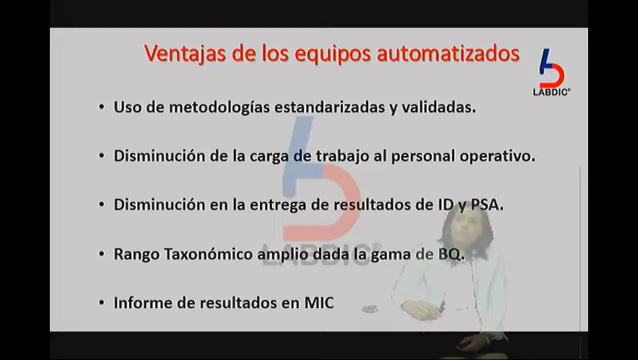 Ventajas de los equipos automatizados
LABDIC®
• Uso de metodologías estandarizadas y validadas.
• Disminución de la carga de trabajo al personal operativo.
• Disminución en la entrega de resultados de ID y PSA.
• Rango Taxonómico amplio dada la gama de BQ.
LABDIC®
• Informe de resultados en MIC